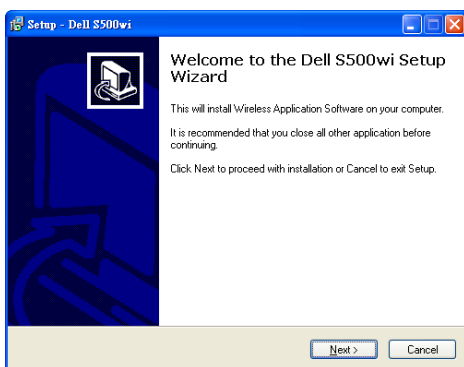 Setup - Dell S500wi
Welcome to the Dell S500wi Setup
Wizard
This will install Wireless Application Software on your computer.
It is recommended that you close all other application before
continuing.
Click Next to proceed with installation or Cancel to exit Setup.
Next >
Cancel